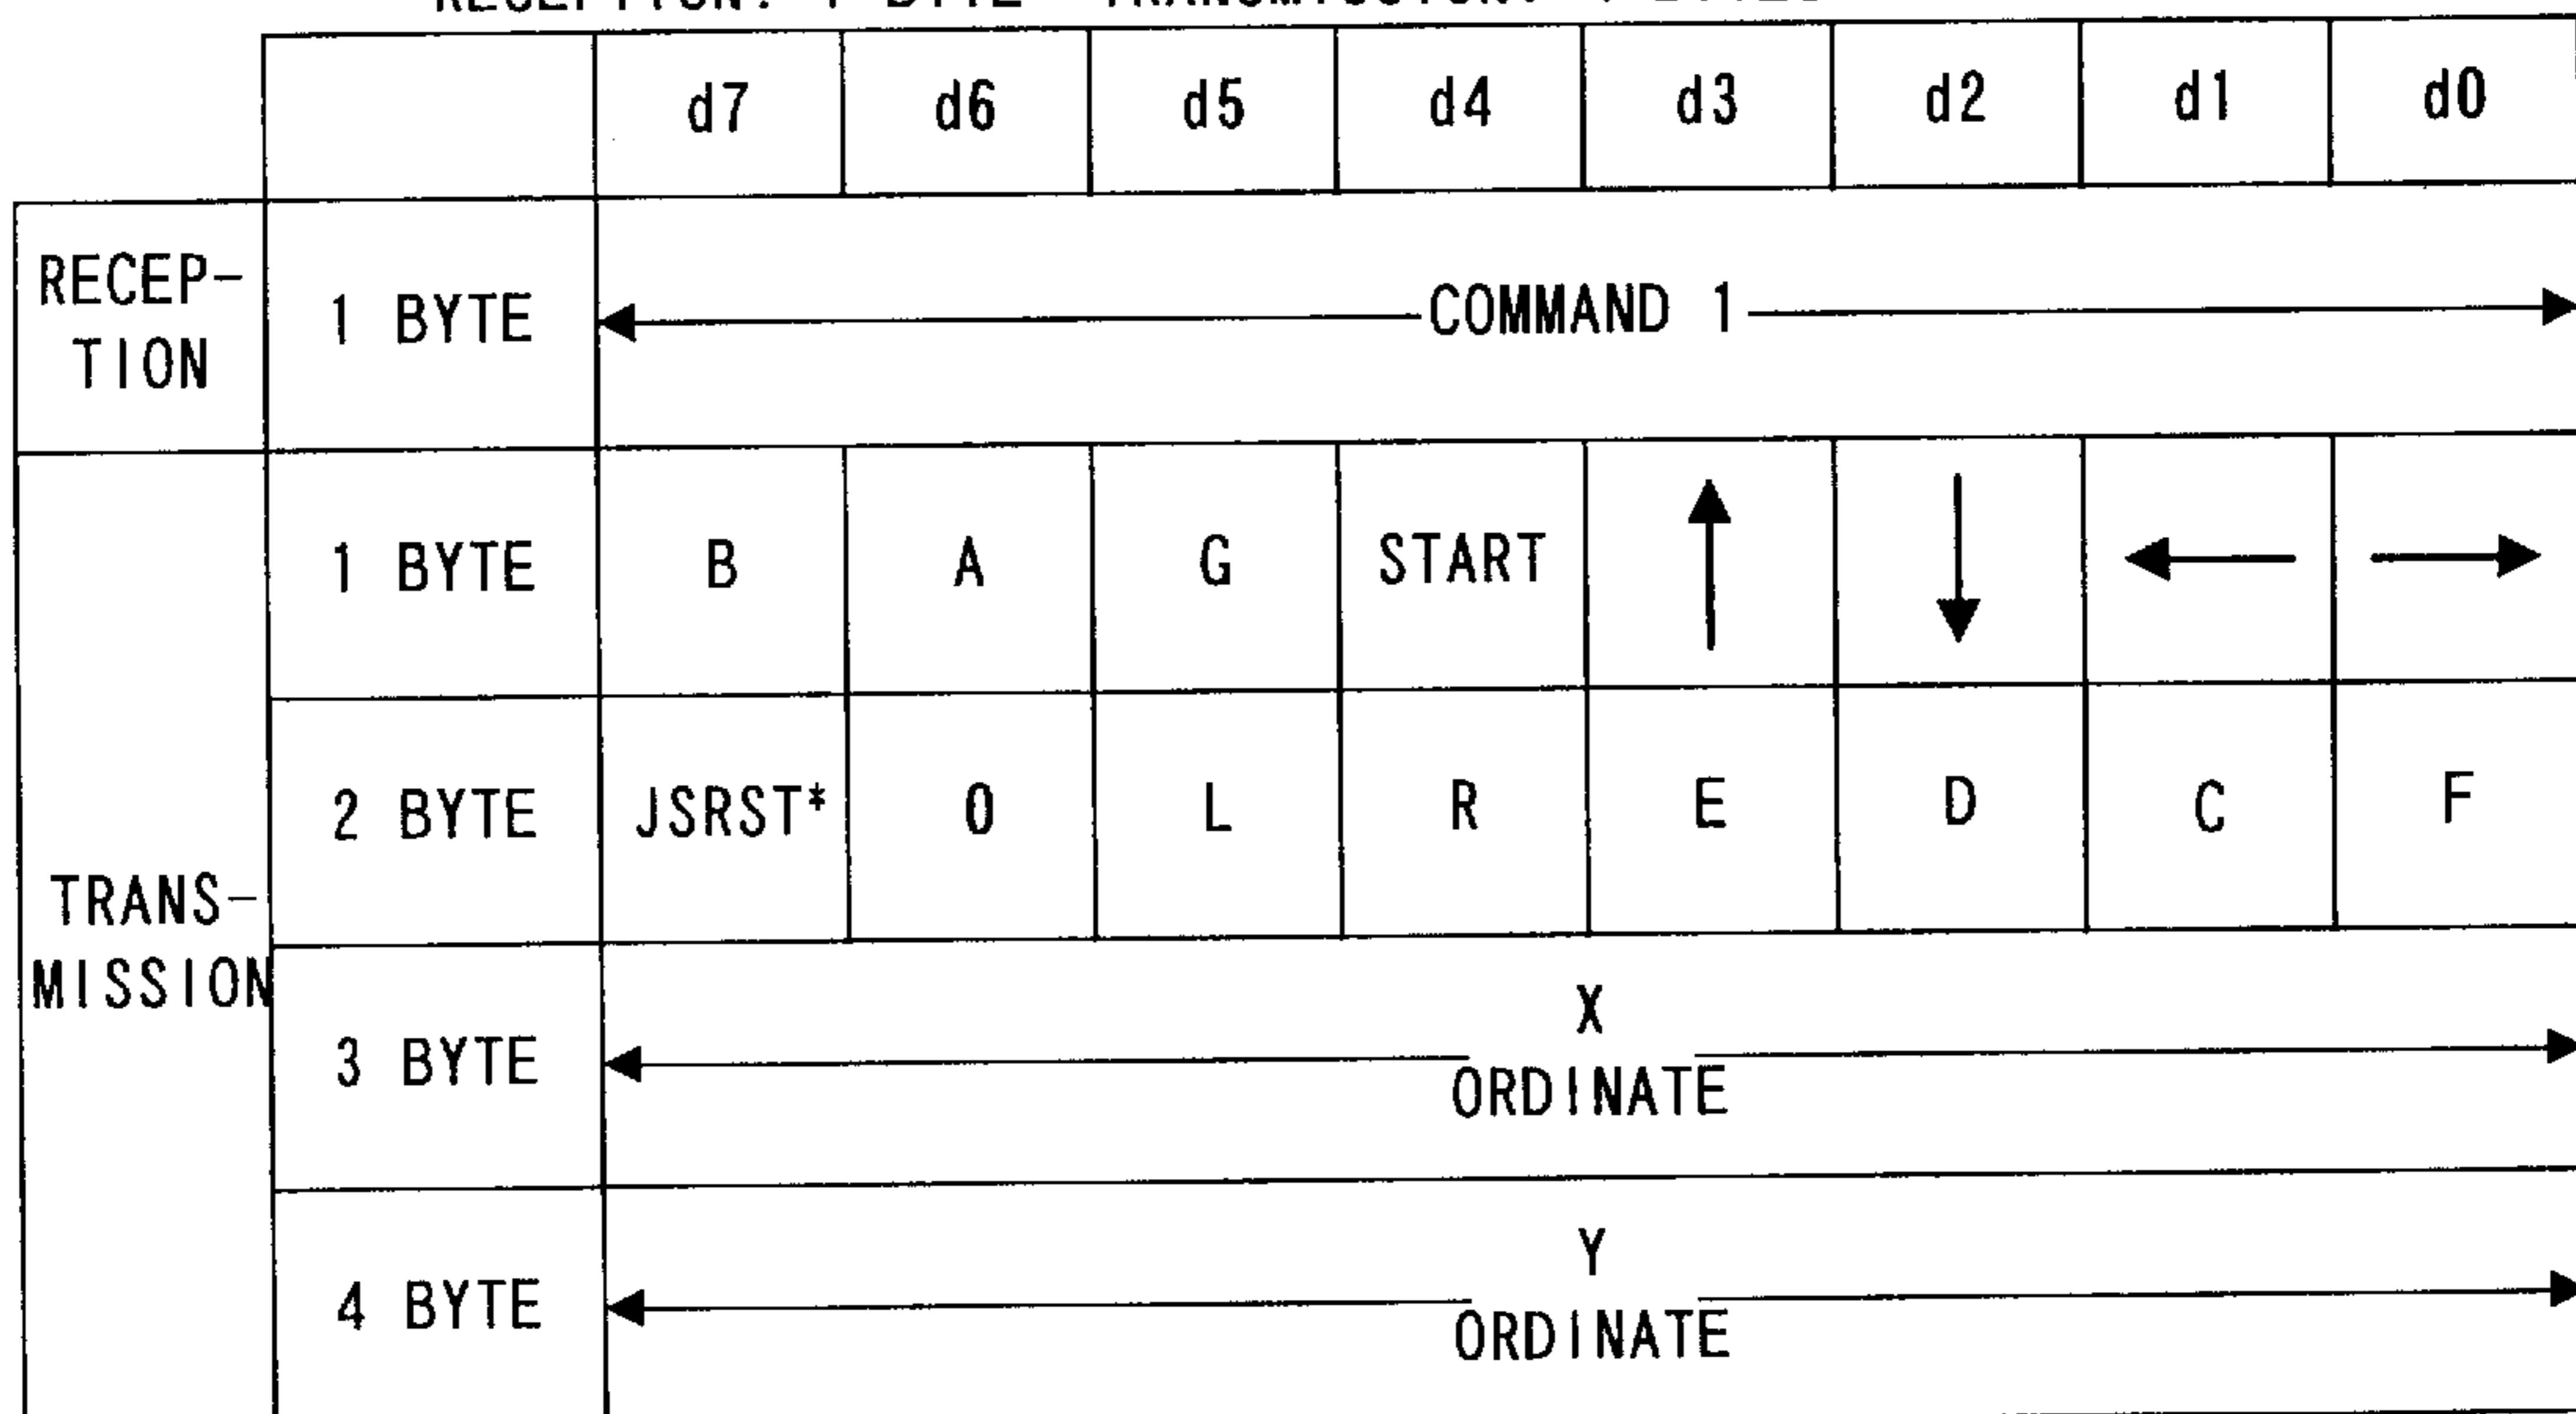 d7 d6 d5 d4 d3 d2 d1 d0
RECEP-
TION
1 BYTE
COMMAND 1
1 BYTE B A G START ↑ ↓ ← →
2 BYTE JSRST* 0 L R E D C F
TRANS-
MISSION
3 BYTE
X
ORDINATE
4 BYTE
Y
ORDINATE